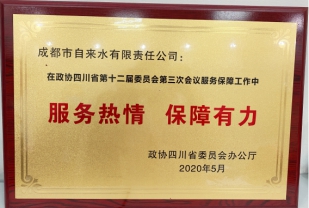 成都市自来水有限责任公司：
在政协四川省第十二届委员会第三次会议服务保障工作中
服务热情 保障有力
政协四川省委员会办公厅
2020年5月